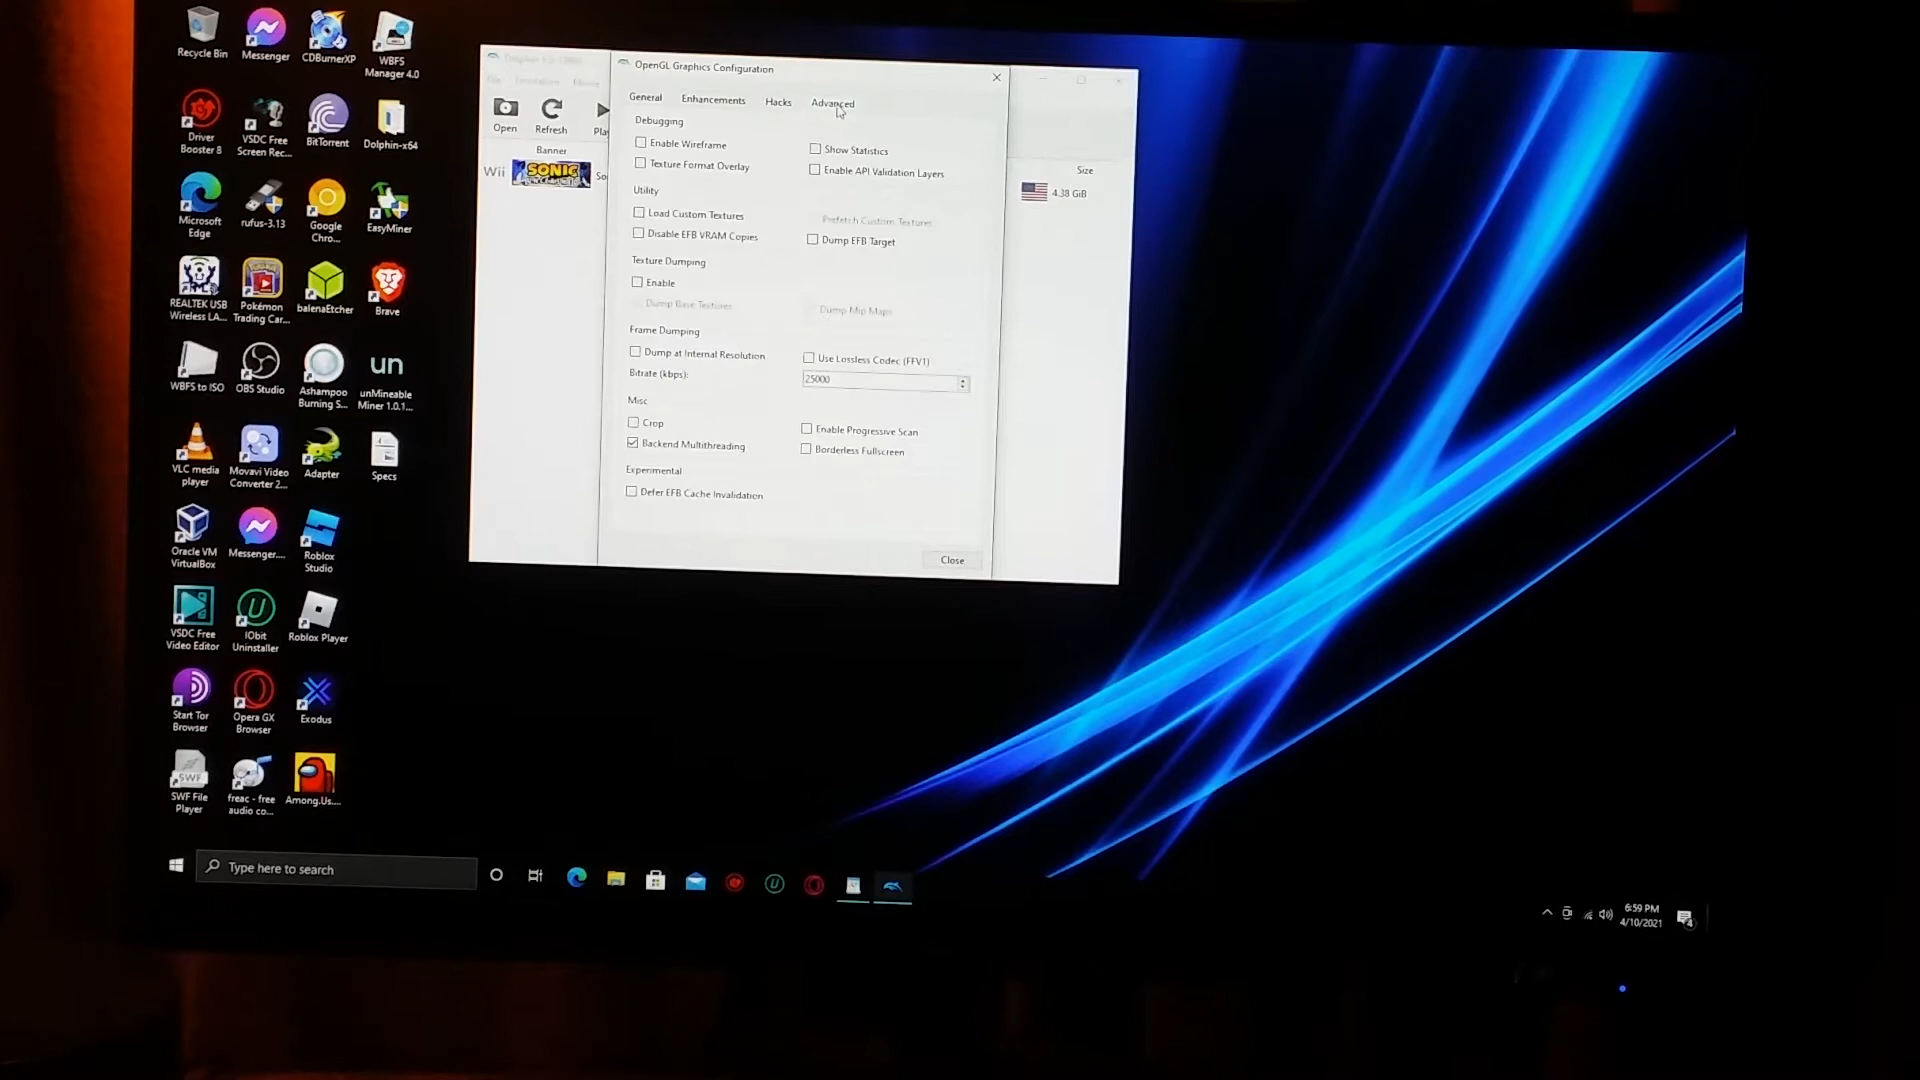 Recycle Bin
Messenger
CDBurnerXP
WBFS
Manager 4.0
Driver
Booster 8
VSDC Free
Screen Rec...
BitTorrent
Dolphin-x64
Microsoft
Edge
rufus-3.13
Google
Chro...
EasyMiner
REALTEK USB
Wireless LA...
Pokémon
Trading Car...
balenaEtcher
Brave
WBFS to ISO
OBS Studio
Ashampoo
Burning S...
un
unMineable
Miner 1.0.1...
VLC media
player
Movavi Video
Converter 2...
Adapter
Specs
Oracle VM
VirtualBox
Messenger....
Roblox
Studio
VSDC Free
Video Editor
IObit
Uninstaller
Roblox Player
Start Tor
Browser
Opera GX
Browser
Exodus
SWF
SWF File
Player
freac - free
audio co...
Among.Us....
Open
Refresh
Play
Banner
Wii
SONIC
So
Size
4.38 GiB
OpenGL Graphics Configuration
General
Enhancements
Hacks
Advanced
Debugging
Enable Wireframe
Show Statistics
Texture Format Overlay
Enable API Validation Layers
Utility
Load Custom Textures
Prefetch Custom Textures
Disable EFB VRAM Copies
Dump EFB Target
Texture Dumping
Enable
Dump Base Textures
Dump Mip Maps
Frame Dumping
Dump at Internal Resolution
Use Lossless Codec (FFV1)
Bitrate (kbps):
25000
Misc
Crop
Enable Progressive Scan
Backend Multithreading
Borderless Fullscreen
Experimental
Defer EFB Cache Invalidation
Close
Type here to search
6:59 PM
4/10/2021
4